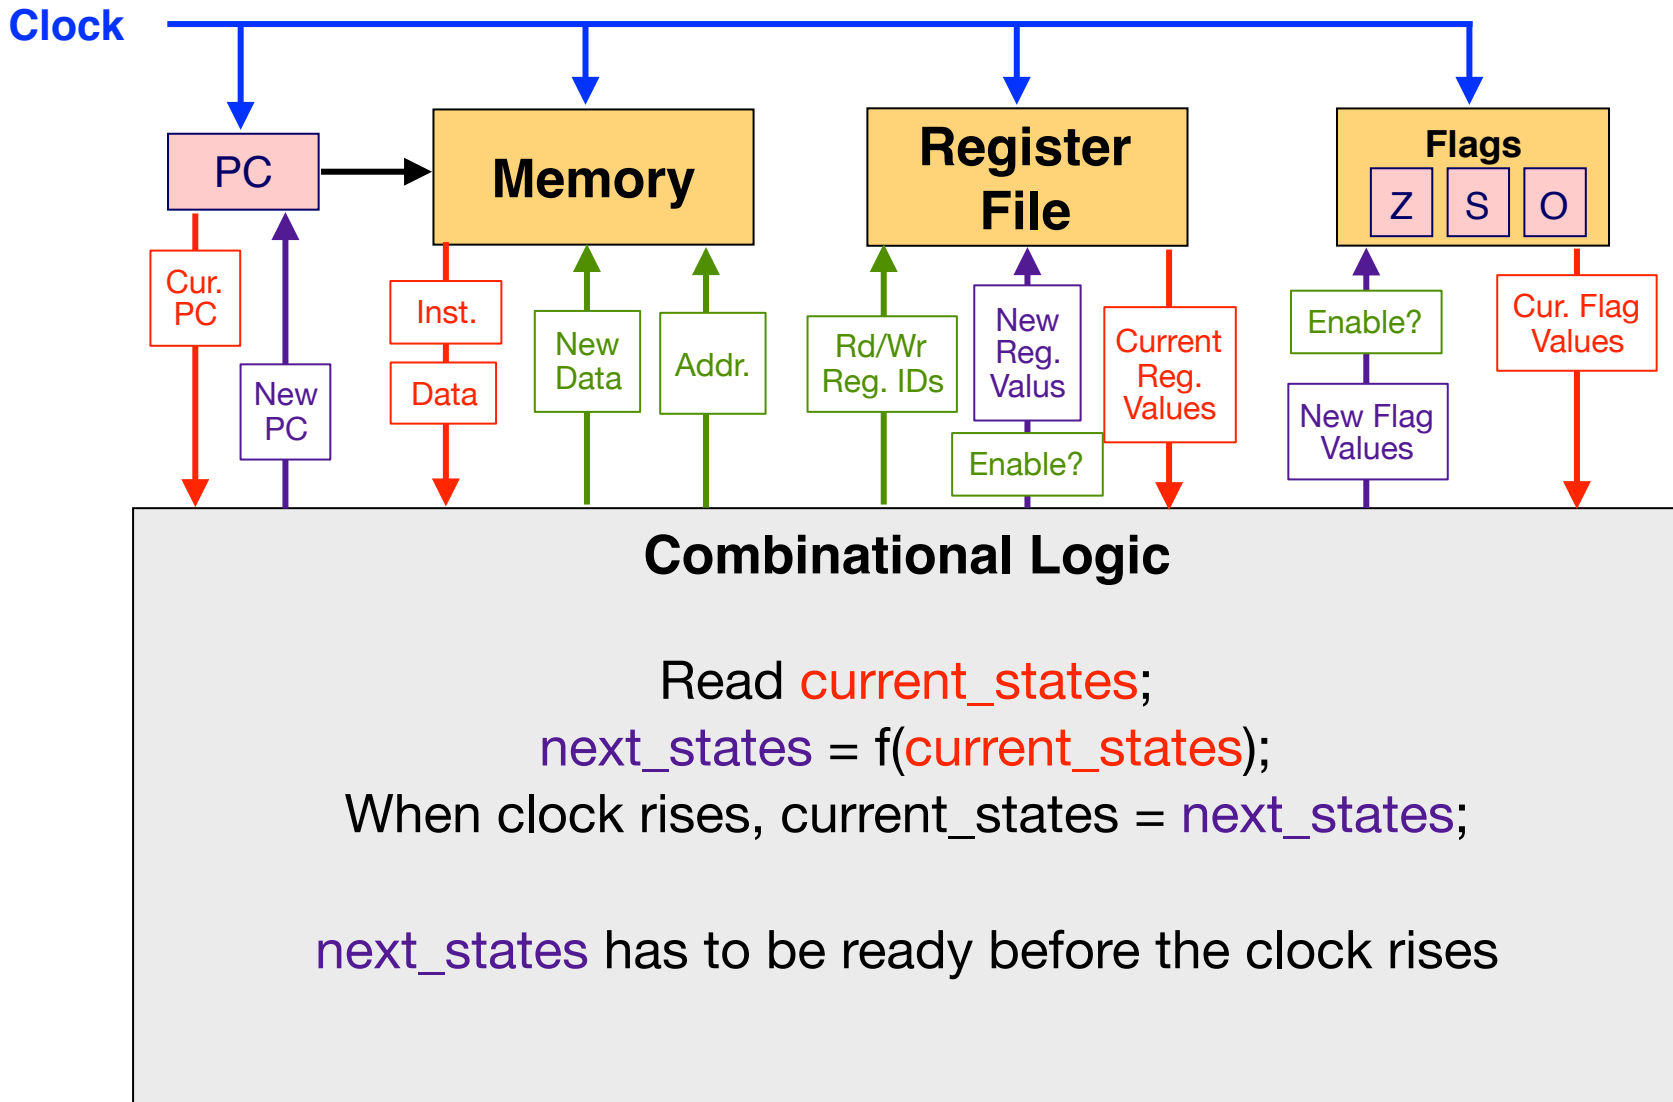 Clock
PC
Memory
Register
File
Flags
Z S O
Cur.
PC
New
PC
Inst.
Data
New
Data
Addr.
Rd/Wr
Reg. IDs
New
Reg.
Valus
Enable?
Current
Reg.
Values
Enable?
New Flag
Values
Cur. Flag
Values
Combinational Logic
Read current_states;
next_states = f(current_states);
When clock rises, current_states = next_states;
next_states has to be ready before the clock rises